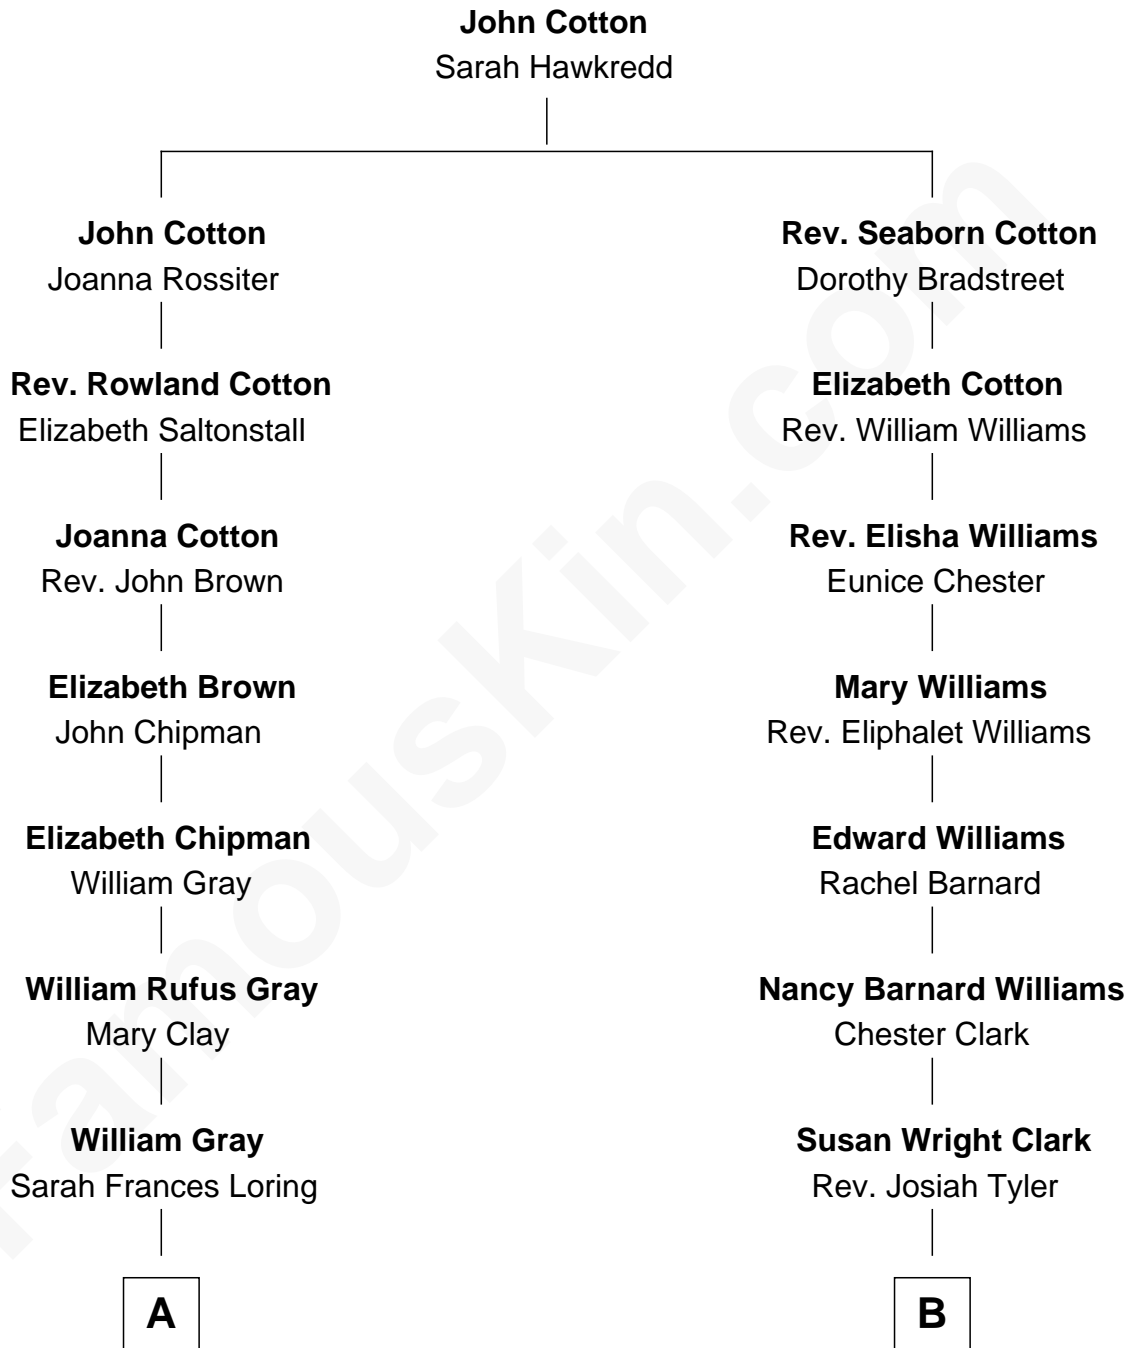 John Cotton
Sarah Hawkredd
John Cotton
Joanna Rossiter
Rev. Rowland Cotton
Elizabeth Saltonstall
Joanna Cotton
Rev. John Brown
Elizabeth Brown
John Chipman
Elizabeth Chipman
William Gray
William Rufus Gray
Mary Clay
William Gray
Sarah Frances Loring
A
Rev. Seaborn Cotton
Dorothy Bradstreet
Elizabeth Cotton
Rev. William Williams
Rev. Elisha Williams
Eunice Chester
Mary Williams
Rev. Eliphalet Williams
Edward Williams
Rachel Barnard
Nancy Barnard Williams
Chester Clark
Susan Wright Clark
Rev. Josiah Tyler
B
FamousKin.com